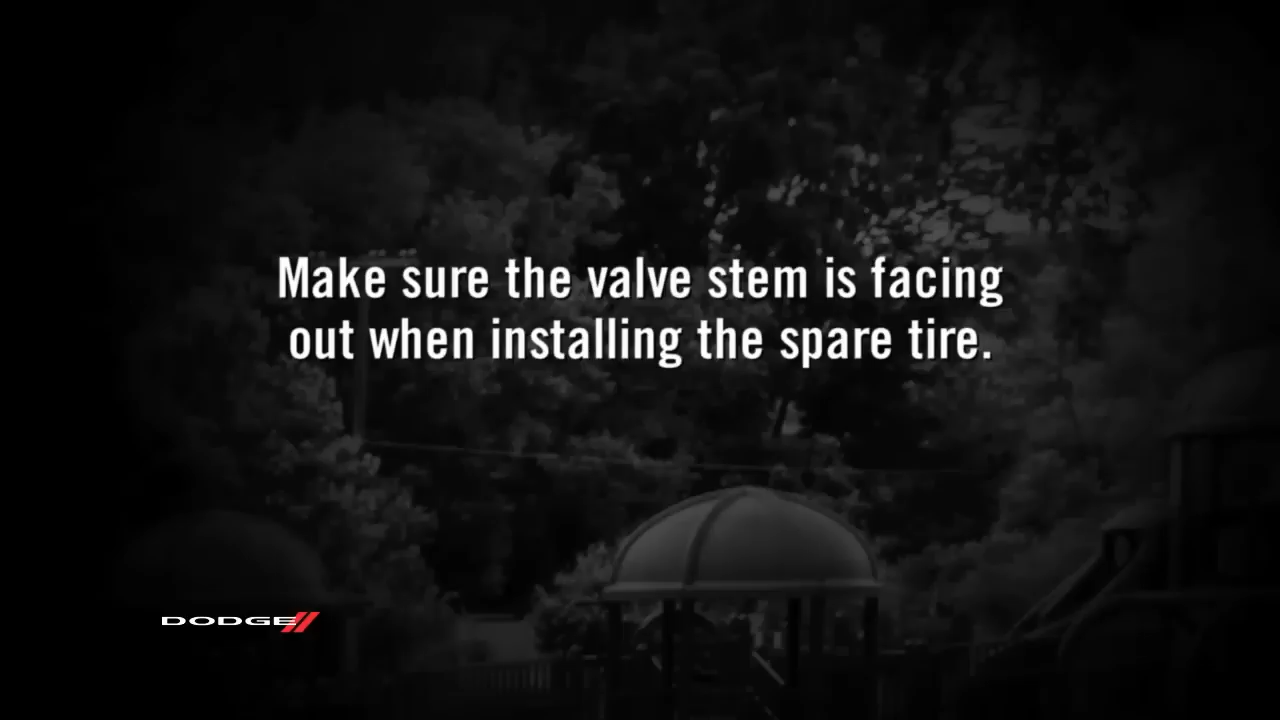 Make sure the valve stem is facing
out when installing the spare tire.
DODGE